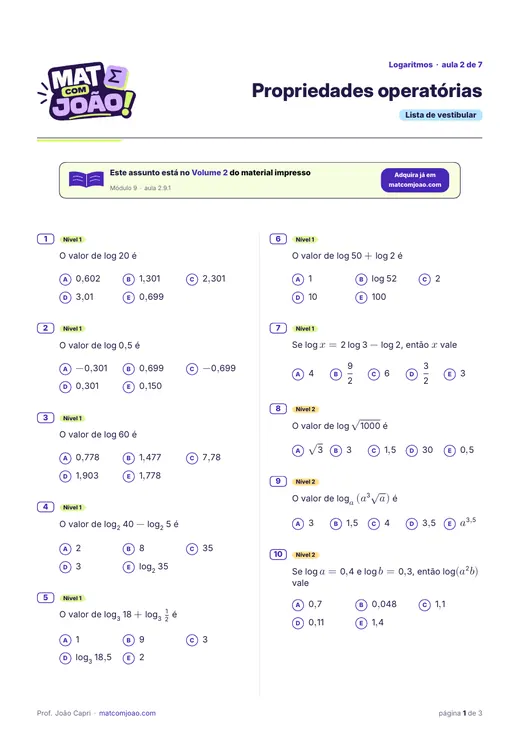 MAT
COM
JOÃO!
Σ
Logaritmos · aula 2 de 7
Propriedades operatórias
Lista de vestibular
Este assunto está no Volume 2 do material impresso
Módulo 9 · aula 2.9.1
Adquira já em
matcomjoao.com
1 Nível 1
O valor de log 20 é
A 0,602 B 1,301 C 2,301
D 3,01 E 0,699
2 Nível 1
O valor de log 0,5 é
A −0,301 B 0,699 C −0,699
D 0,301 E 0,150
3 Nível 1
O valor de log 60 é
A 0,778 B 1,477 C 7,78
D 1,903 E 1,778
4 Nível 1
O valor de log₂ 40 − log₂ 5 é
A 2 B 8 C 35
D 3 E log₂ 35
5 Nível 1
O valor de log₃ 18 + log₃ 1/2 é
A 1 B 9 C 3
D log₃ 18,5 E 2
6 Nível 1
O valor de log 50 + log 2 é
A 1 B log 52 C 2
D 10 E 100
7 Nível 1
Se log x = 2 log 3 − log 2, então x vale
A 4 B 9/2 C 6 D 3/2 E 3
8 Nível 2
O valor de log √1000 é
A √3 B 3 C 1,5 D 30 E 0,5
9 Nível 2
O valor de logₐ (a³√a) é
A 3 B 1,5 C 4 D 3,5 E a^3,5
10 Nível 2
Se log a = 0,4 e log b = 0,3, então log(a²b)
vale
A 0,7 B 0,048 C 1,1
D 0,11 E 1,4
Prof. João Capri · matcomjoao.com
página 1 de 3